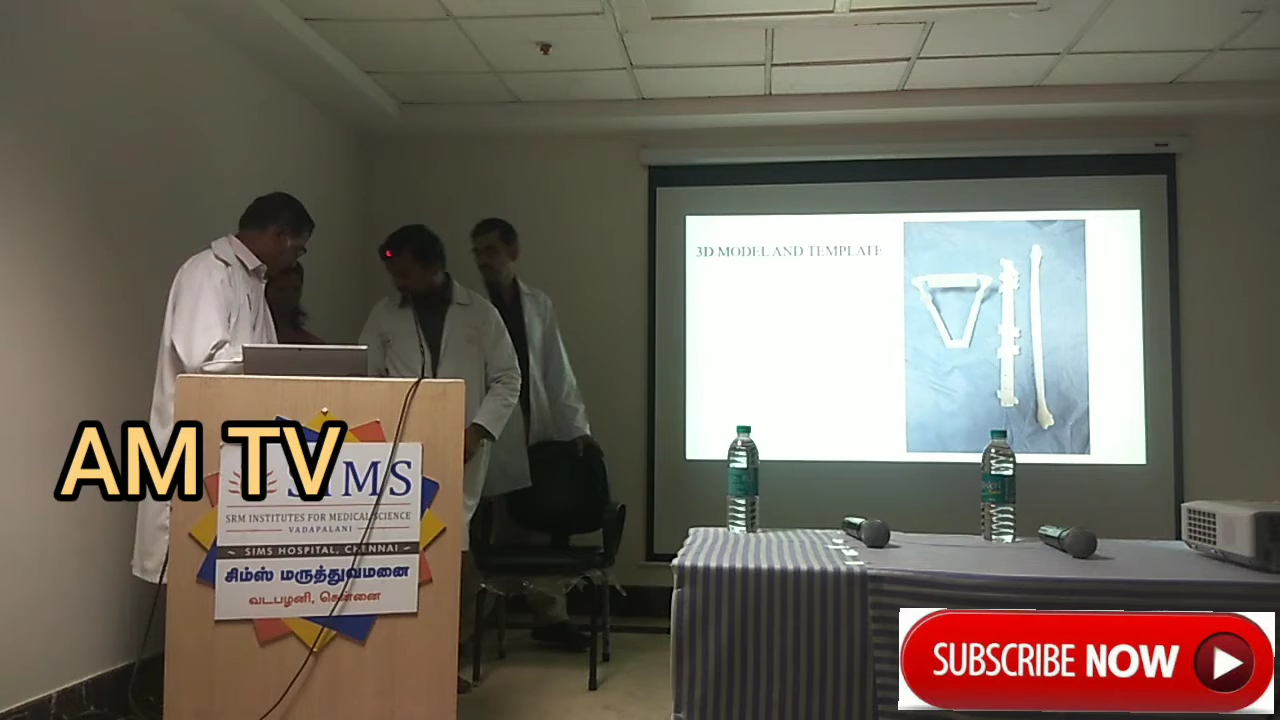 3D MODEL AND TEMPLATE
AM TV
SIMS
SRM INSTITUTES FOR MEDICAL SCIENCE
VADAPALANI
~ SIMS HOSPITAL, CHENNAI ~
சிம்ஸ் மருத்துவமனை
வடபழனி, சென்னை
SUBSCRIBE NOW